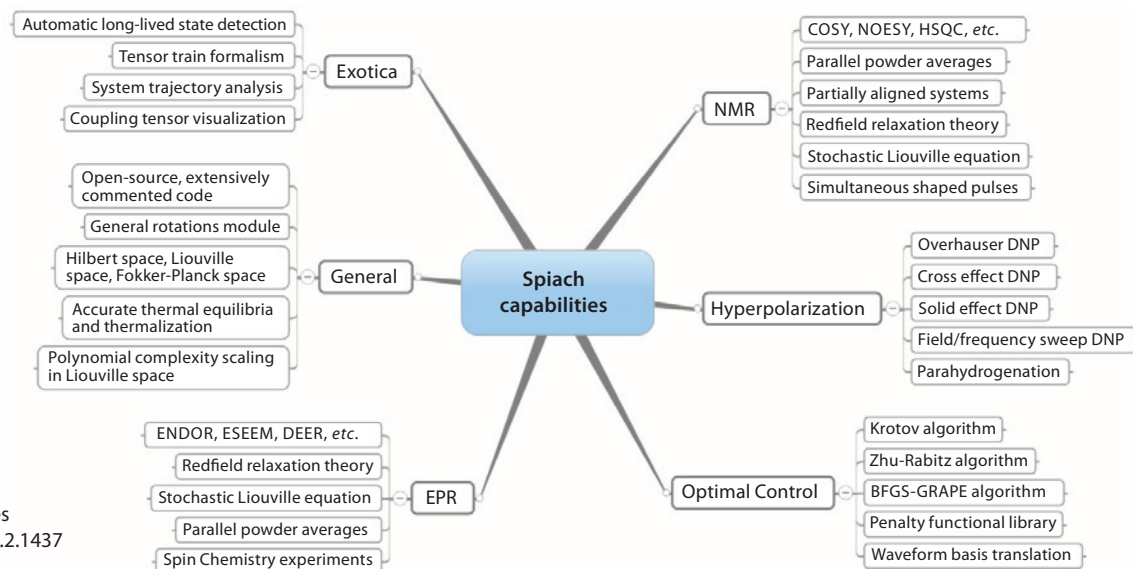 Automatic long-lived state detection
Tensor train formalism
System trajectory analysis
Coupling tensor visualization
Exotica
Open-source, extensively
commented code
General rotations module
Hilbert space, Liouville
space, Fokker-Planck space
Accurate thermal equilibria
and thermalization
Polynomial complexity scaling
in Liouville space
General
ENDOR, ESEEM, DEER, etc.
Redfield relaxation theory
Stochastic Liouville equation
Parallel powder averages
Spin Chemistry experiments
EPR
Spiach
capabilities
NMR
COSY, NOESY, HSQC, etc.
Parallel powder averages
Partially aligned systems
Redfield relaxation theory
Stochastic Liouville equation
Simultaneous shaped pulses
Hyperpolarization
Overhauser DNP
Cross effect DNP
Solid effect DNP
Field/frequency sweep DNP
Parahydrogenation
Optimal Control
Krotov algorithm
Zhu-Rabitz algorithm
BFGS-GRAPE algorithm
Penalty functional library
Waveform basis translation
es
.2.1437